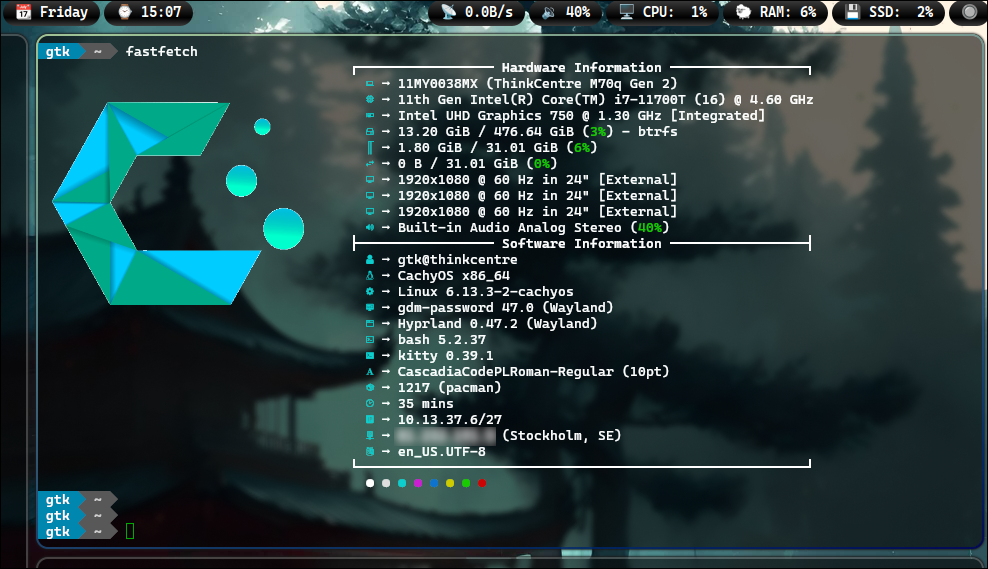 Friday 15:07 0.0B/s 40% CPU: 1% RAM: 6% SSD: 2%
gtk ~ fastfetch
Hardware Information
→ 11MY0038MX (ThinkCentre M70q Gen 2)
→ 11th Gen Intel(R) Core(TM) i7-11700T (16) @ 4.60 GHz
→ Intel UHD Graphics 750 @ 1.30 GHz [Integrated]
→ 13.20 GiB / 476.64 GiB (3%) - btrfs
→ 1.80 GiB / 31.01 GiB (6%)
→ 0 B / 31.01 GiB (0%)
→ 1920x1080 @ 60 Hz in 24" [External]
→ 1920x1080 @ 60 Hz in 24" [External]
→ 1920x1080 @ 60 Hz in 24" [External]
→ Built-in Audio Analog Stereo (40%)
Software Information
→ gtk@thinkcentre
→ CachyOS x86_64
→ Linux 6.13.3-2-cachyos
→ gdm-password 47.0 (Wayland)
→ Hyprland 0.47.2 (Wayland)
→ bash 5.2.37
→ kitty 0.39.1
→ CascadiaCodePLRoman-Regular (10pt)
→ 1217 (pacman)
→ 35 mins
→ 10.13.37.6/27
→ (Stockholm, SE)
→ en_US.UTF-8
gtk ~
gtk ~
gtk ~